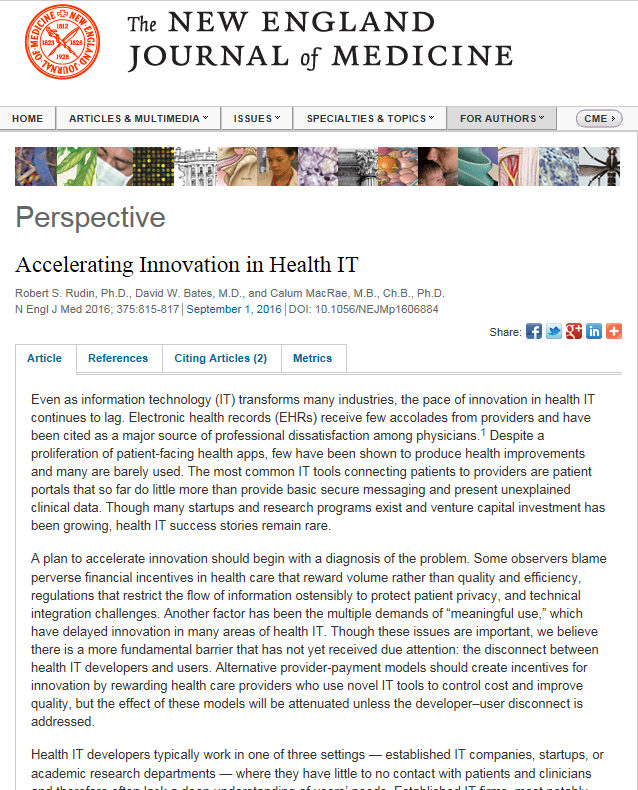 The NEW ENGLAND
JOURNAL of MEDICINE
NEW-ENGLAND JOURNAL OF MEDICINE
1812
1823
1828
1928
HOME
ARTICLES & MULTIMEDIA
ISSUES
SPECIALTIES & TOPICS
FOR AUTHORS
CME
Perspective
Accelerating Innovation in Health IT
Robert S. Rudin, Ph.D., David W. Bates, M.D., and Calum MacRae, M.B., Ch.B., Ph.D.
N Engl J Med 2016; 375:815-817 | September 1, 2016 | DOI: 10.1056/NEJMp1606884
Share:
Article
References
Citing Articles (2)
Metrics
Even as information technology (IT) transforms many industries, the pace of innovation in health IT
continues to lag. Electronic health records (EHRs) receive few accolades from providers and have
been cited as a major source of professional dissatisfaction among physicians.1 Despite a
proliferation of patient-facing health apps, few have been shown to produce health improvements
and many are barely used. The most common IT tools connecting patients to providers are patient
portals that so far do little more than provide basic secure messaging and present unexplained
clinical data. Though many startups and research programs exist and venture capital investment has
been growing, health IT success stories remain rare.
A plan to accelerate innovation should begin with a diagnosis of the problem. Some observers blame
perverse financial incentives in health care that reward volume rather than quality and efficiency,
regulations that restrict the flow of information ostensibly to protect patient privacy, and technical
integration challenges. Another factor has been the multiple demands of “meaningful use,” which
have delayed innovation in many areas of health IT. Though these issues are important, we believe
there is a more fundamental barrier that has not yet received due attention: the disconnect between
health IT developers and users. Alternative provider-payment models should create incentives for
innovation by rewarding health care providers who use novel IT tools to control cost and improve
quality, but the effect of these models will be attenuated unless the developer–user disconnect is
addressed.
Health IT developers typically work in one of three settings — established IT companies, startups, or
academic research departments — where they have little to no contact with patients and clinicians
and therefore often lack a deep understanding of users’ needs. Established IT firms, most notably